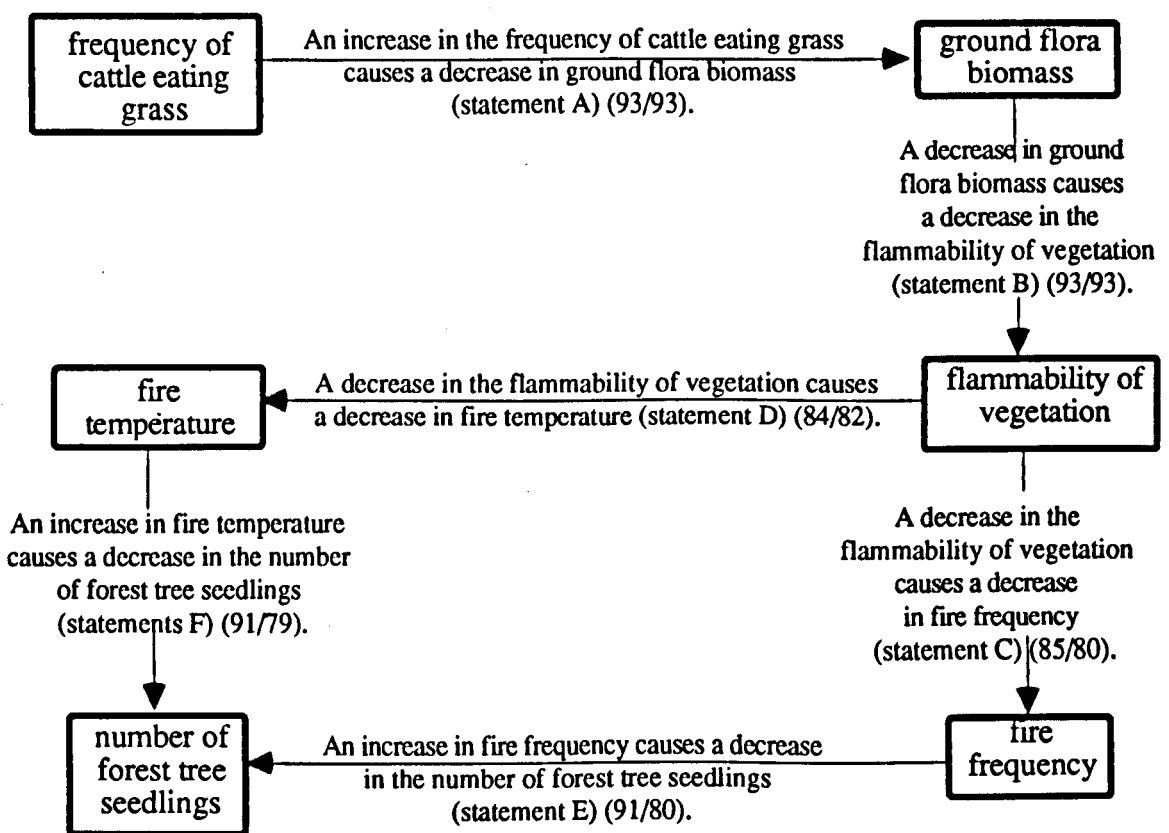 frequency of
cattle eating
grass
An increase in the frequency of cattle eating grass
causes a decrease in ground flora biomass
(statement A) (93/93).
ground flora
biomass
A decrease in ground
flora biomass causes
a decrease in the
flammability of vegetation
(statement B) (93/93).
fire
temperature
A decrease in the flammability of vegetation causes
a decrease in fire temperature (statement D) (84/82).
flammability of
vegetation
An increase in fire temperature
causes a decrease in the number
of forest tree seedlings
(statements F) (91/79).
A decrease in the
flammability of vegetation
causes a decrease
in fire frequency
(statement C) (85/80).
number of
forest tree
seedlings
An increase in fire frequency causes a decrease
in the number of forest tree seedlings
(statement E) (91/80).
fire
frequency